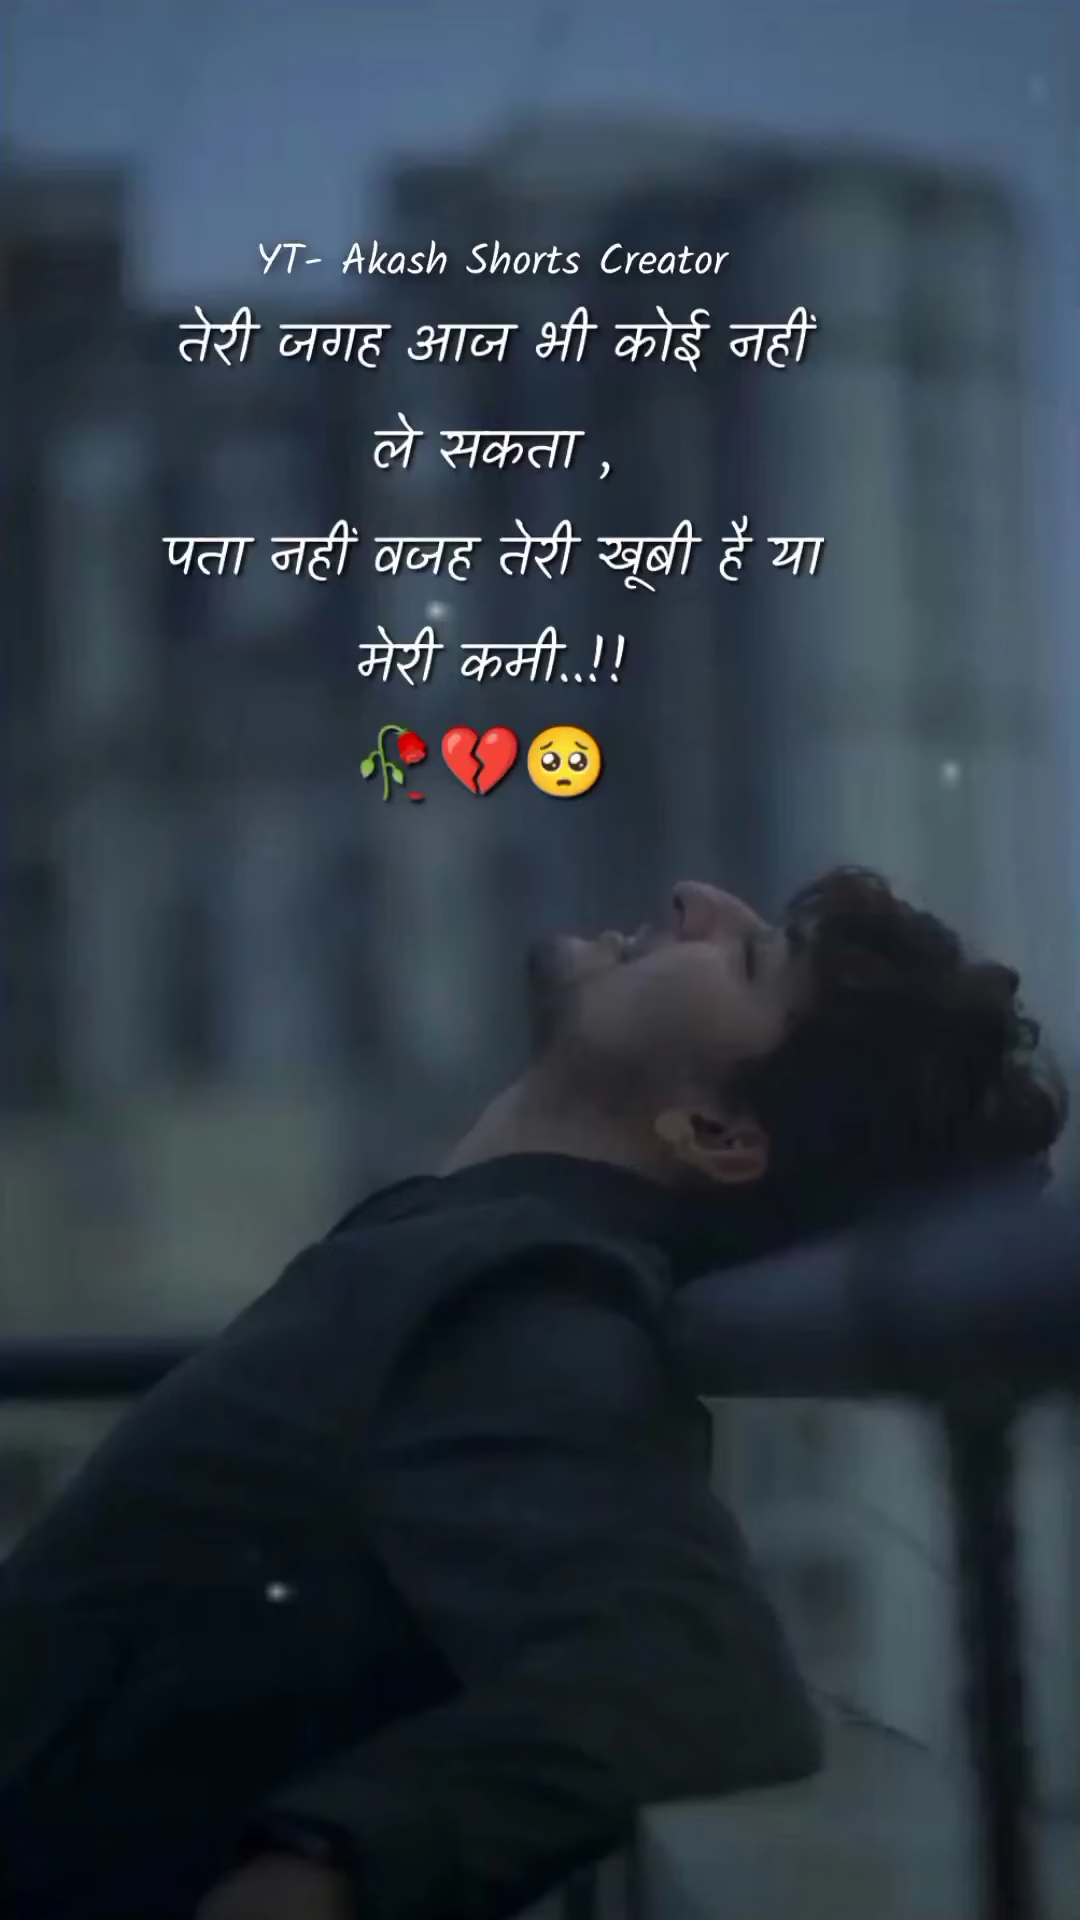 YT- Akash Shorts Creator
तेरी जगह आज भी कोई नहीं
ले सकता ,
पता नहीं वजह तेरी खूबी है या
मेरी कमी..!!
🥀💔🥺